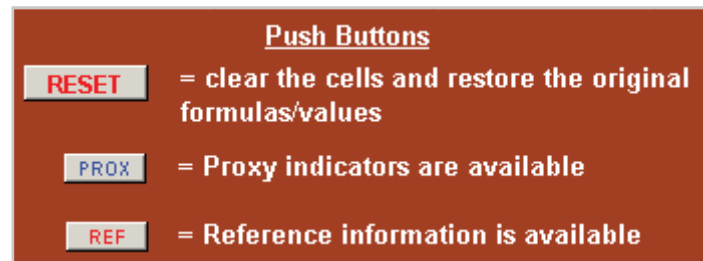 Push Buttons
RESET = clear the cells and restore the original
formulas/values
PROX = Proxy indicators are available
REF = Reference information is available